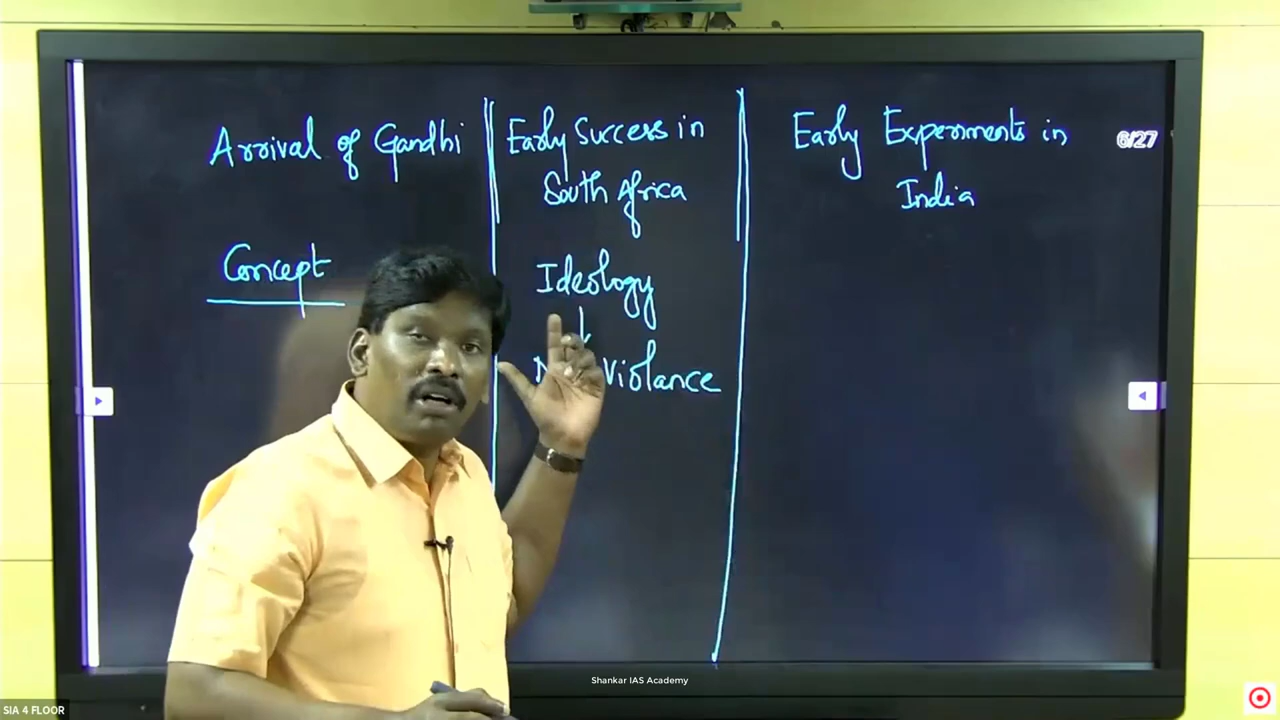 Arrival of Gandhi
Early Success in
South Africa
Early Experiments in
India
6/27
Concept
Ideology
Violance
Shankar IAS Academy
SIA 4 FLOOR